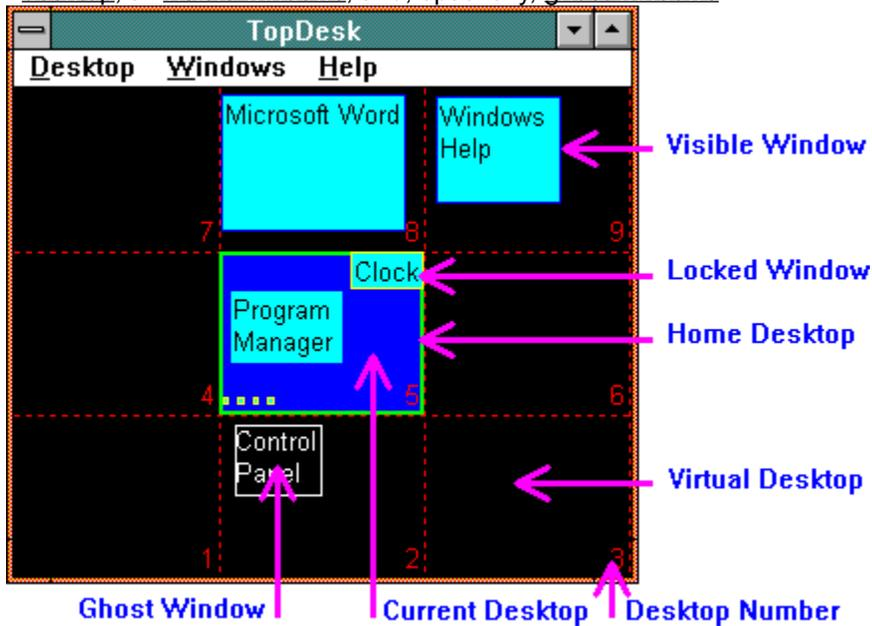 TopDesk
Desktop Windows Help
Microsoft Word
Windows
Help
Visible Window
7
8
9
Clock
Locked Window
Program
Manager
Home Desktop
4
5
6
Control
Panel
Virtual Desktop
1
2
3
Ghost Window
Current Desktop
Desktop Number